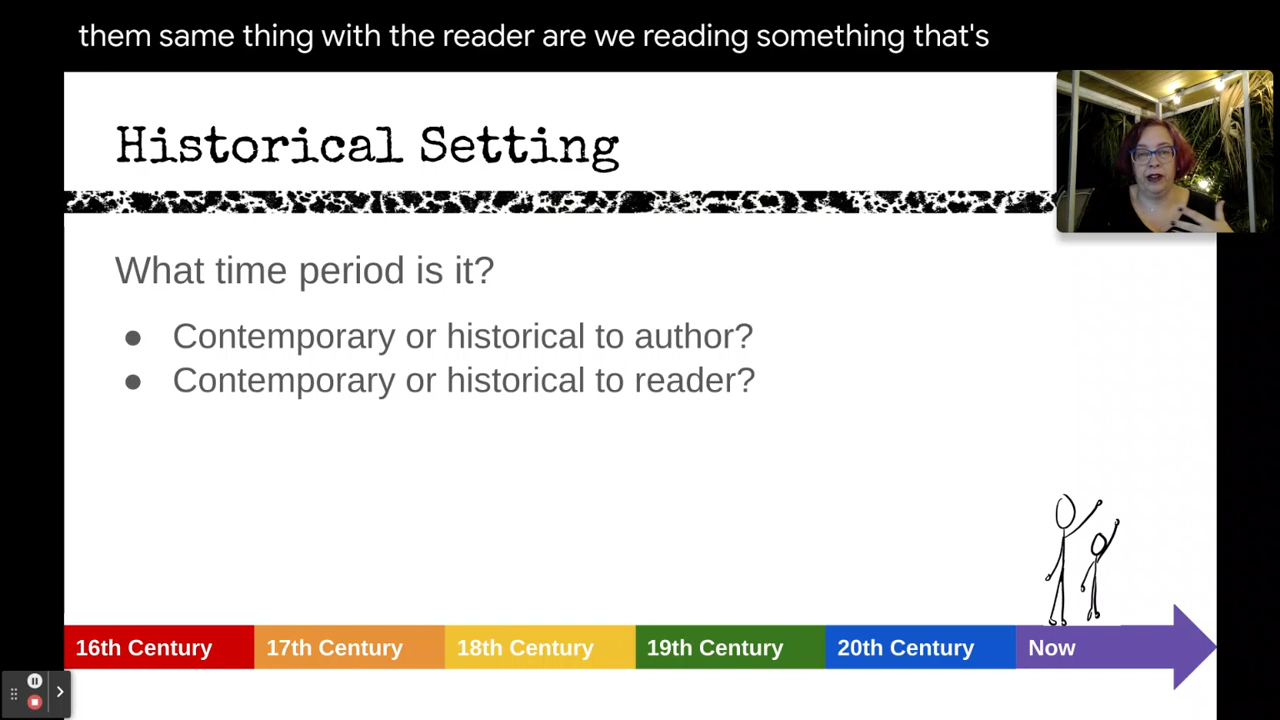 them same thing with the reader are we reading something that's
Historical Setting
What time period is it?
● Contemporary or historical to author?
● Contemporary or historical to reader?
16th Century 17th Century 18th Century 19th Century 20th Century Now